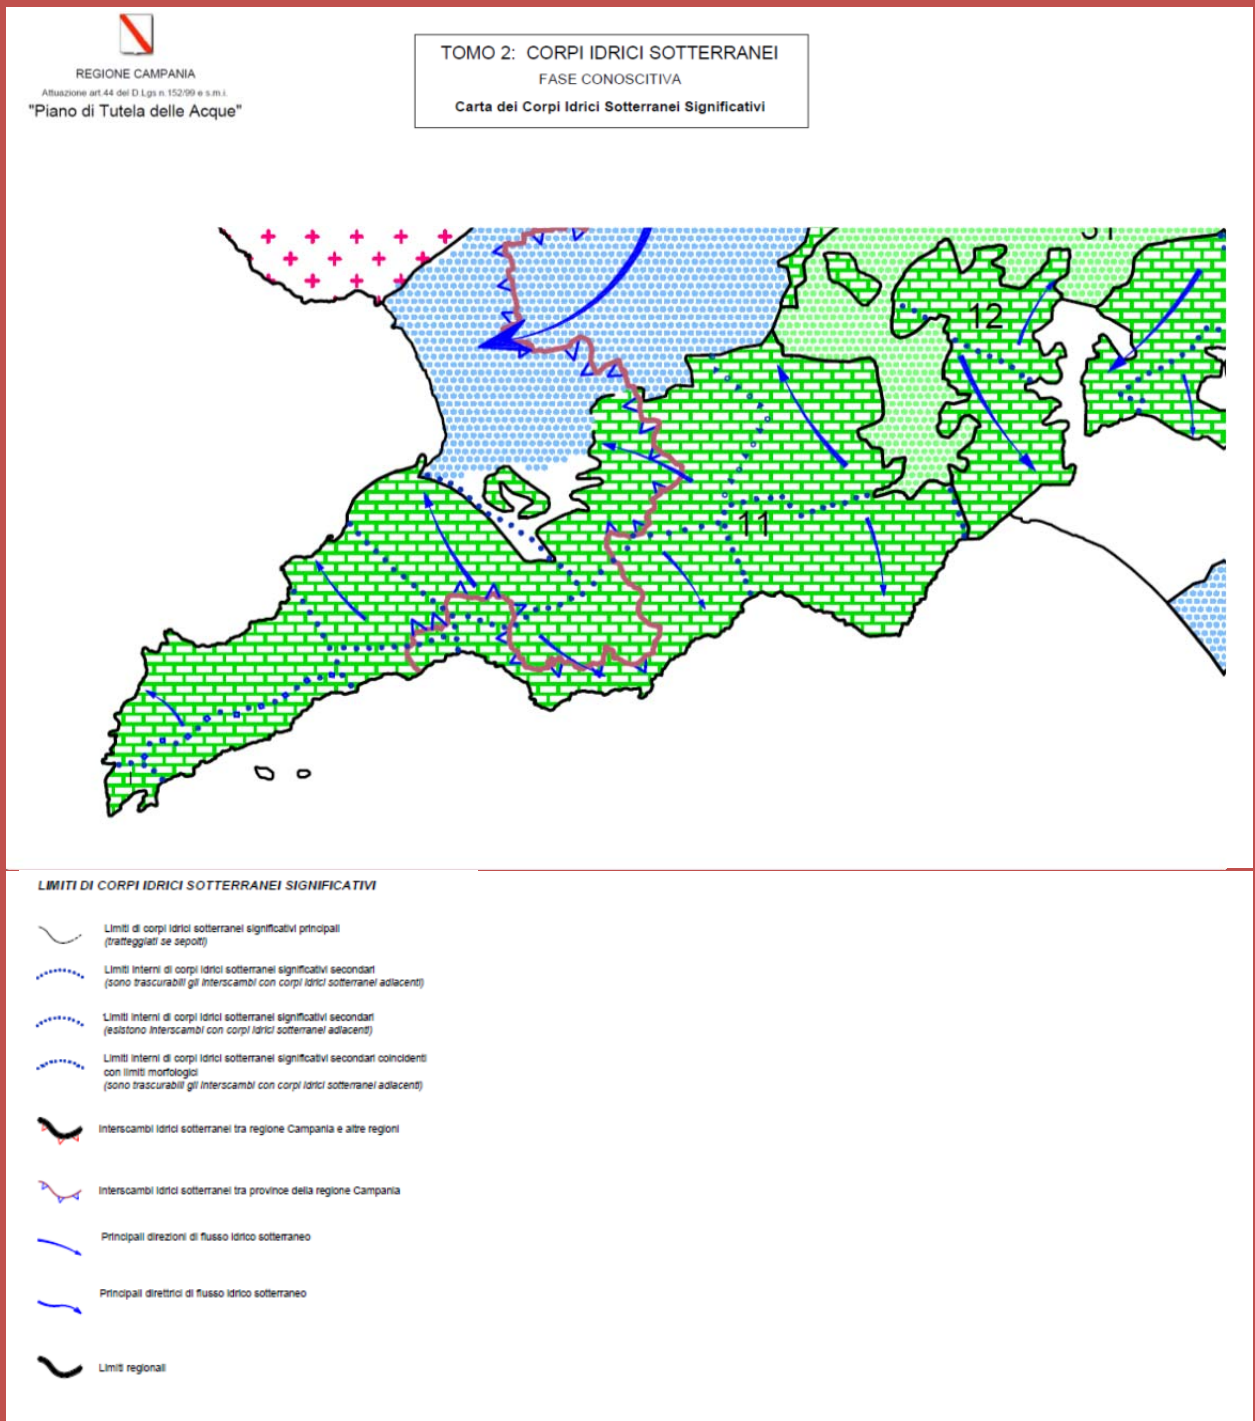 REGIONE CAMPANIA
Attuazione art.44 del D.Lgs n.152/99 e s.m.i.
"Piano di Tutela delle Acque"
TOMO 2: CORPI IDRICI SOTTERRANEI
FASE CONOSCITIVA
Carta dei Corpi Idrici Sotterranei Significativi
12
11
LIMITI DI CORPI IDRICI SOTTERRANEI SIGNIFICATIVI
Limiti di corpi idrici sotterranei significativi principali
(tratteggiati se sepolti)
Limiti interni di corpi idrici sotterranei significativi secondari
(sono trascurabili gli interscambi con corpi idrici sotterranei adiacenti)
Limiti interni di corpi idrici sotterranei significativi secondari
(esistono interscambi con corpi idrici sotterranei adiacenti)
Limiti interni di corpi idrici sotterranei significativi secondari coincidenti
con limiti morfologici
(sono trascurabili gli interscambi con corpi idrici sotterranei adiacenti)
Interscambi idrici sotterranei tra regione Campania e altre regioni
Interscambi idrici sotterranei tra province della regione Campania
Principali direzioni di flusso idrico sotterraneo
Principali direttrici di flusso idrico sotterraneo
Limiti regionali